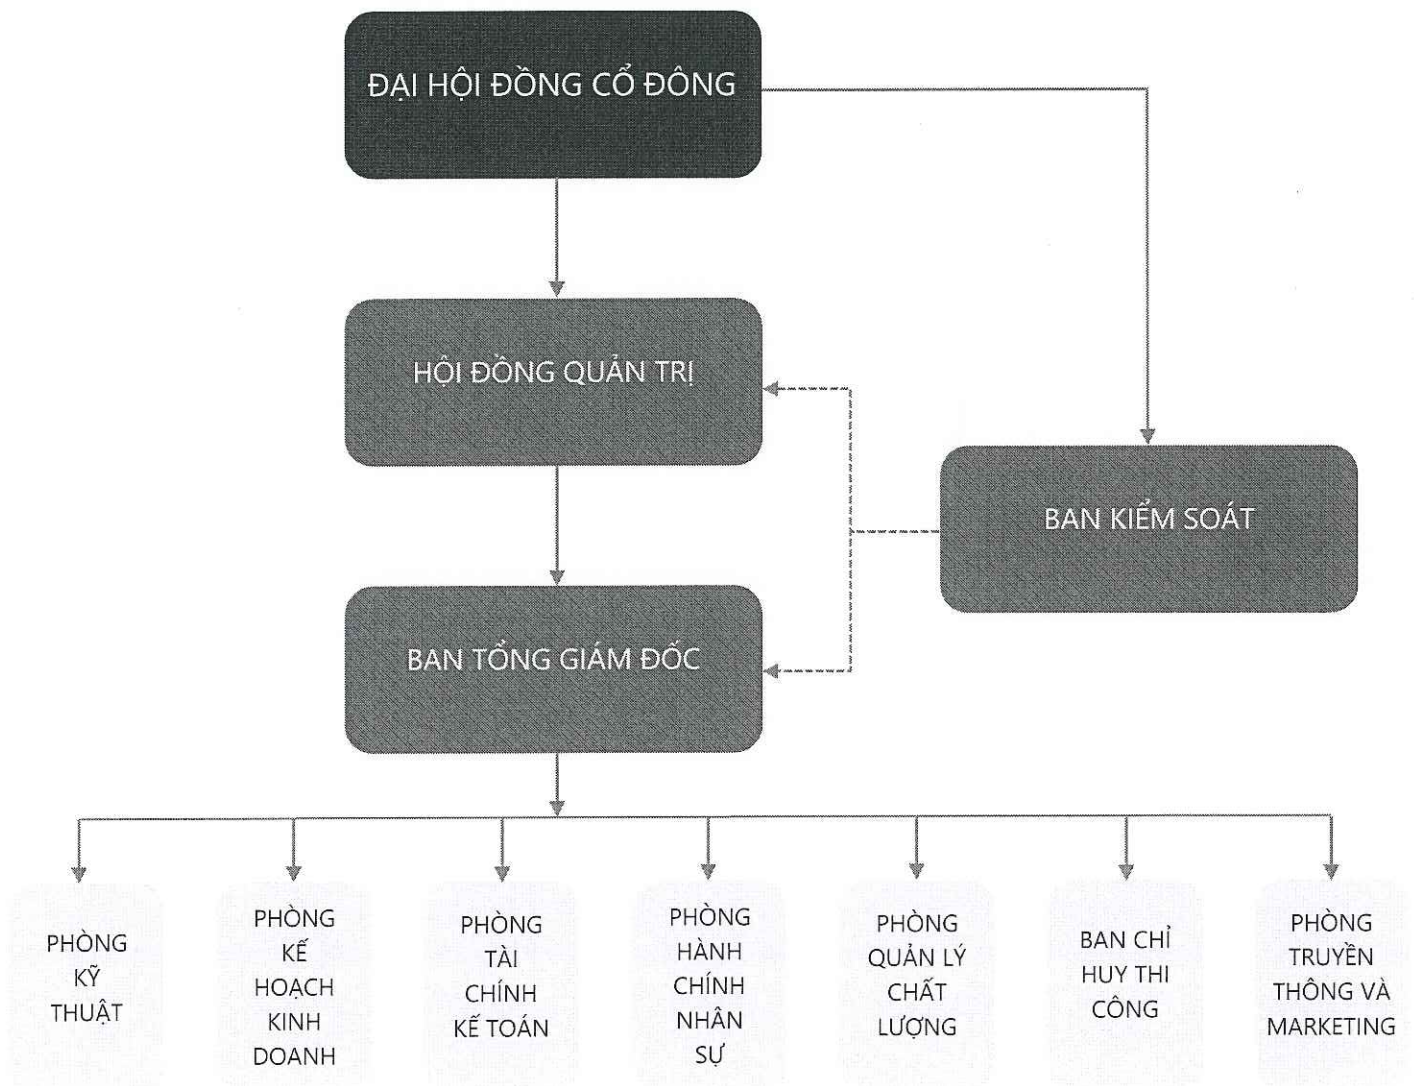 ĐẠI HỘI ĐỒNG CỔ ĐÔNG
HỘI ĐỒNG QUẢN TRỊ
BAN KIỂM SOÁT
BAN TỔNG GIÁM ĐỐC
PHÒNG
KỸ
THUẬT
PHÒNG
KẾ
HOẠCH
KINH
DOANH
PHÒNG
TÀI
CHÍNH
KẾ TOÁN
PHÒNG
HÀNH
CHÍNH
NHÂN
SỰ
PHÒNG
QUẢN LÝ
CHẤT
LƯỢNG
BAN CHỈ
HUY THI
CÔNG
PHÒNG
TRUYỀN
THÔNG VÀ
MARKETING